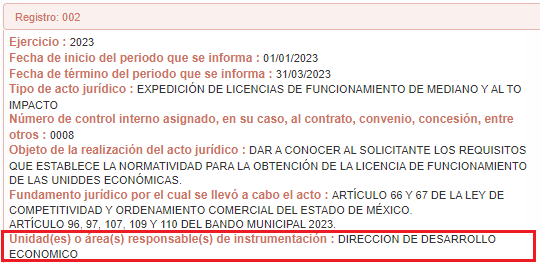 Registro: 002
Ejercicio : 2023
Fecha de inicio del periodo que se informa : 01/01/2023
Fecha de término del periodo que se informa : 31/03/2023
Tipo de acto jurídico : EXPEDICIÓN DE LICENCIAS DE FUNCIONAMIENTO DE MEDIANO Y AL TO
IMPACTO
Número de control interno asignado, en su caso, al contrato, convenio, concesión, entre
otros : 0008
Objeto de la realización del acto jurídico : DAR A CONOCER AL SOLICITANTE LOS REQUISITOS
QUE ESTABLECE LA NORMATIVIDAD PARA LA OBTENCIÓN DE LA LICENCIA DE FUNCIONAMIENTO
DE LAS UNIDDES ECONÓMICAS.
Fundamento jurídico por el cual se llevó a cabo el acto : ARTÍCULO 66 Y 67 DE LA LEY DE
COMPETITIVIDAD Y ORDENAMIENTO COMERCIAL DEL ESTADO DE MÉXICO.
ARTÍCULO 96, 97, 107, 109 Y 110 DEL BANDO MUNICIPAL 2023.
Unidad(es) o área(s) responsable(s) de instrumentación : DIRECCION DE DESARROLLO
ECONOMICO